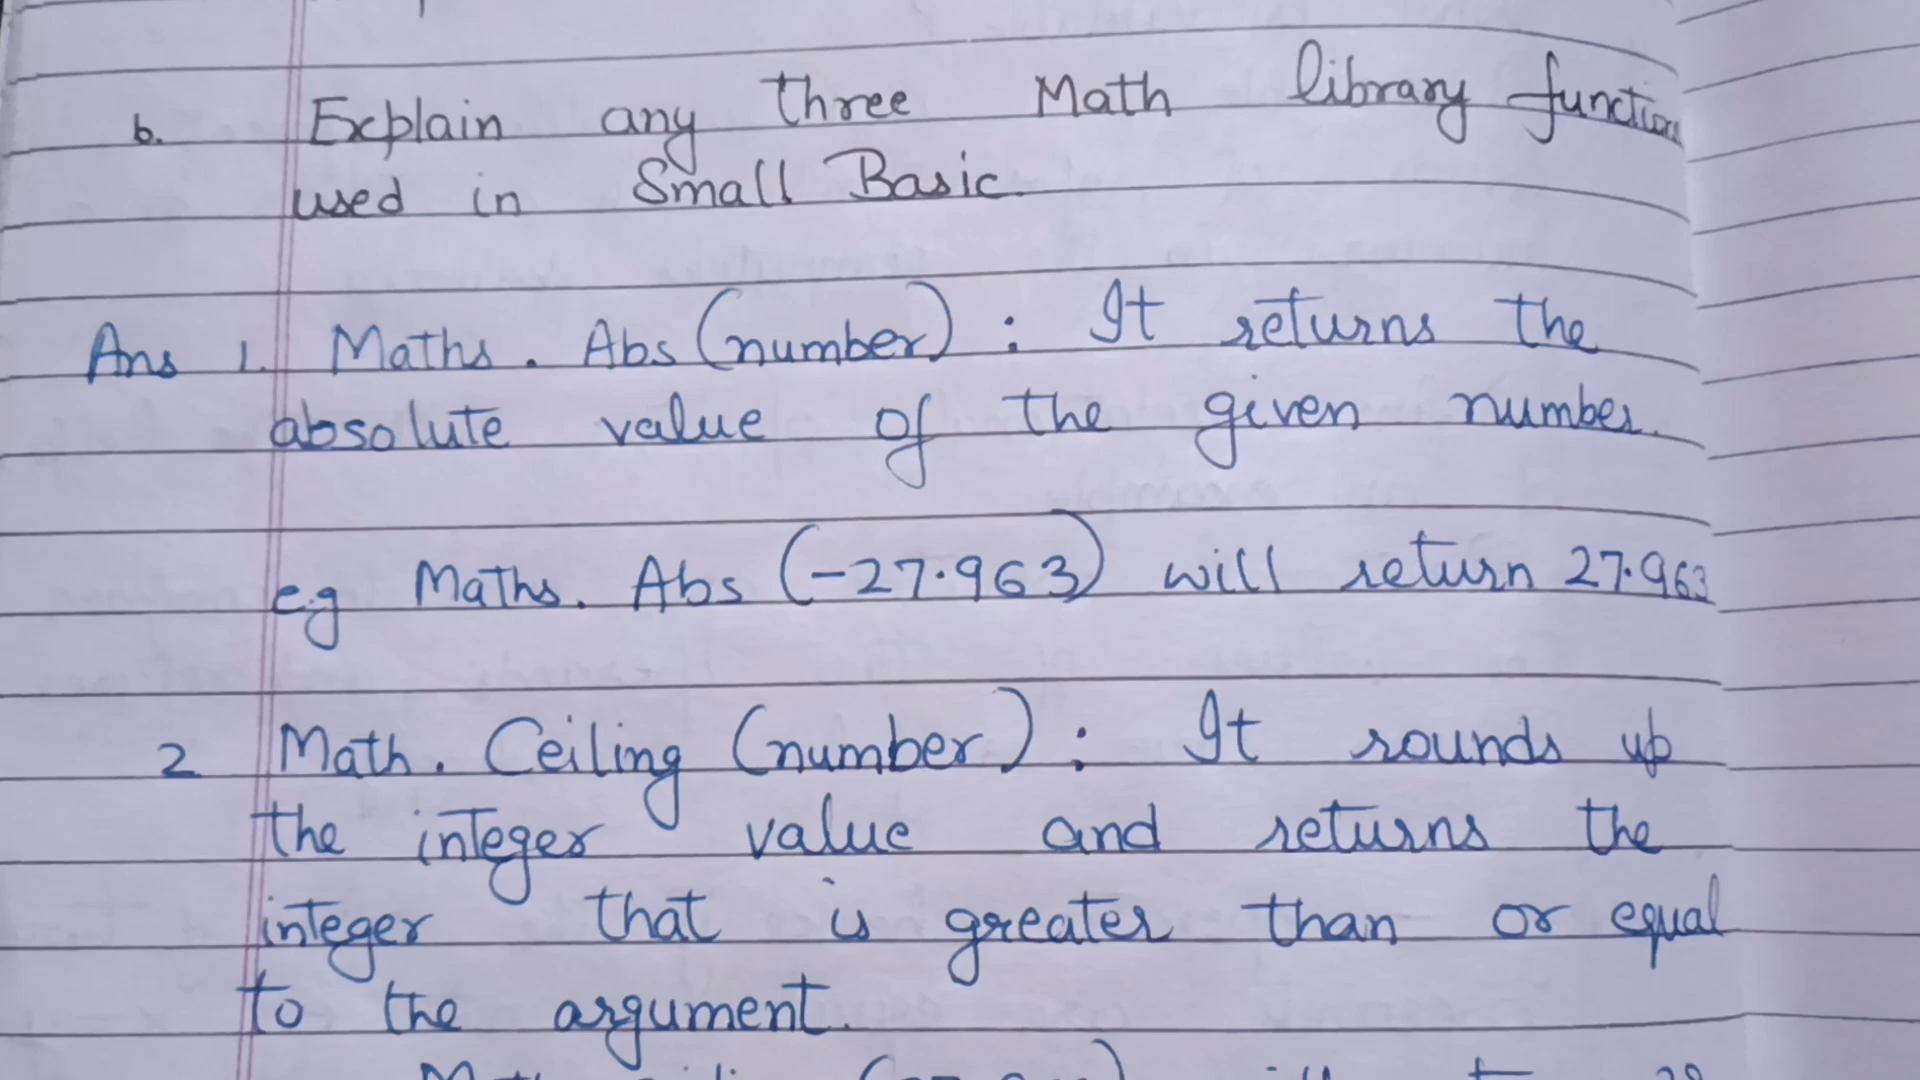 b. Explain any three Math library function
used in Small Basic.
Ans 1. Maths. Abs (number) : It returns the
absolute value of the given number.
e.g Maths. Abs (-27.963) will return 27.963
2 Math. Ceiling (number) : It rounds up
the integer value and returns the
integer that is greater than or equal
to the argument.